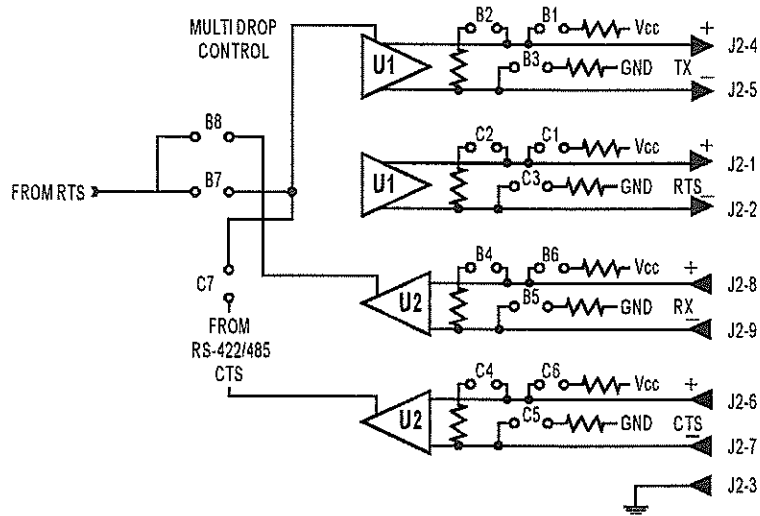 MULTIDROP
CONTROL
B2 B1 Vcc + J2-4
U1 B3 GND TX – J2-5
B8
C2 C1 Vcc + J2-1
FROM RTS B7
U1 C3 GND RTS – J2-2
C7
B4 B6 Vcc + J2-8
U2 B5 GND RX – J2-9
FROM
RS-422/485
CTS
C4 C6 Vcc + J2-6
U2 C5 GND CTS – J2-7
J2-3